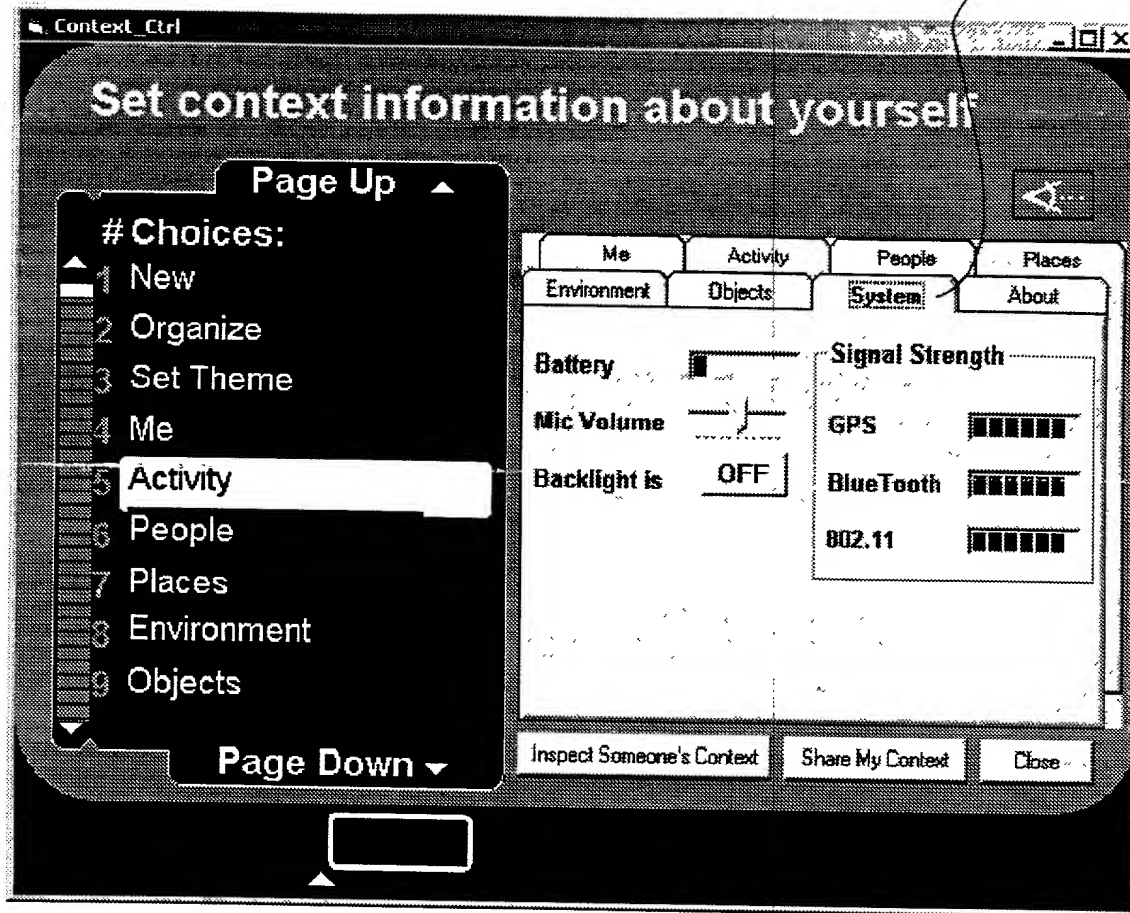 Context_Ctrl
Set context information about yourself
Page Up
# Choices:
1 New
2 Organize
3 Set Theme
4 Me
5 Activity
6 People
7 Places
8 Environment
9 Objects
Page Down
Me Activity People Places
Environment Objects System About
Battery
Mic Volume
Backlight is OFF
Signal Strength
GPS
BlueTooth
802.11
Inspect Someone's Context Share My Context Close